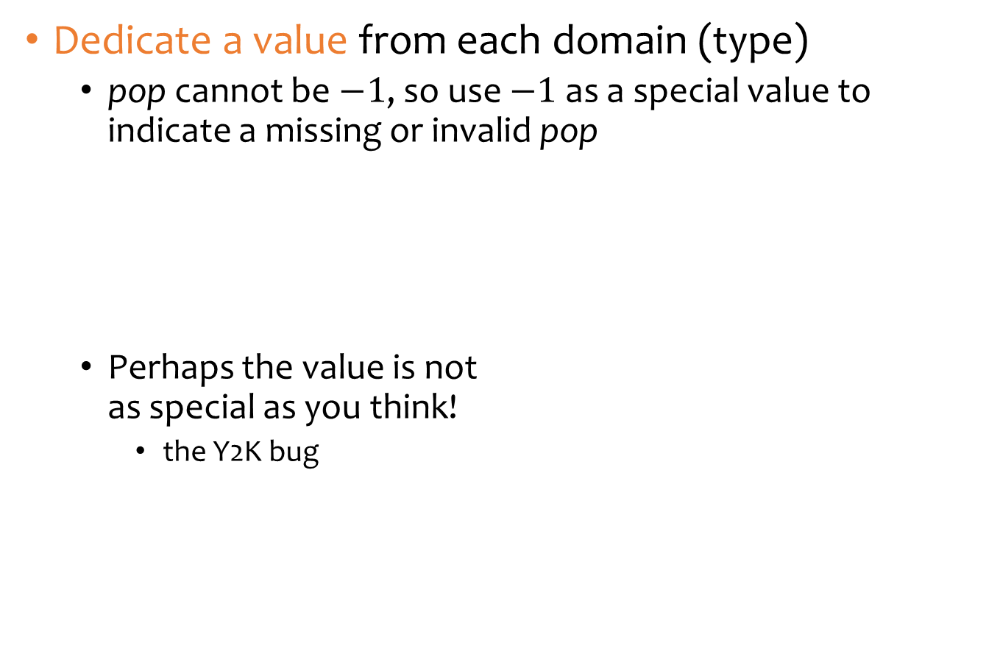 • Dedicate a value from each domain (type)
• pop cannot be −1, so use −1 as a special value to
indicate a missing or invalid pop
• Perhaps the value is not
as special as you think!
• the Y2K bug